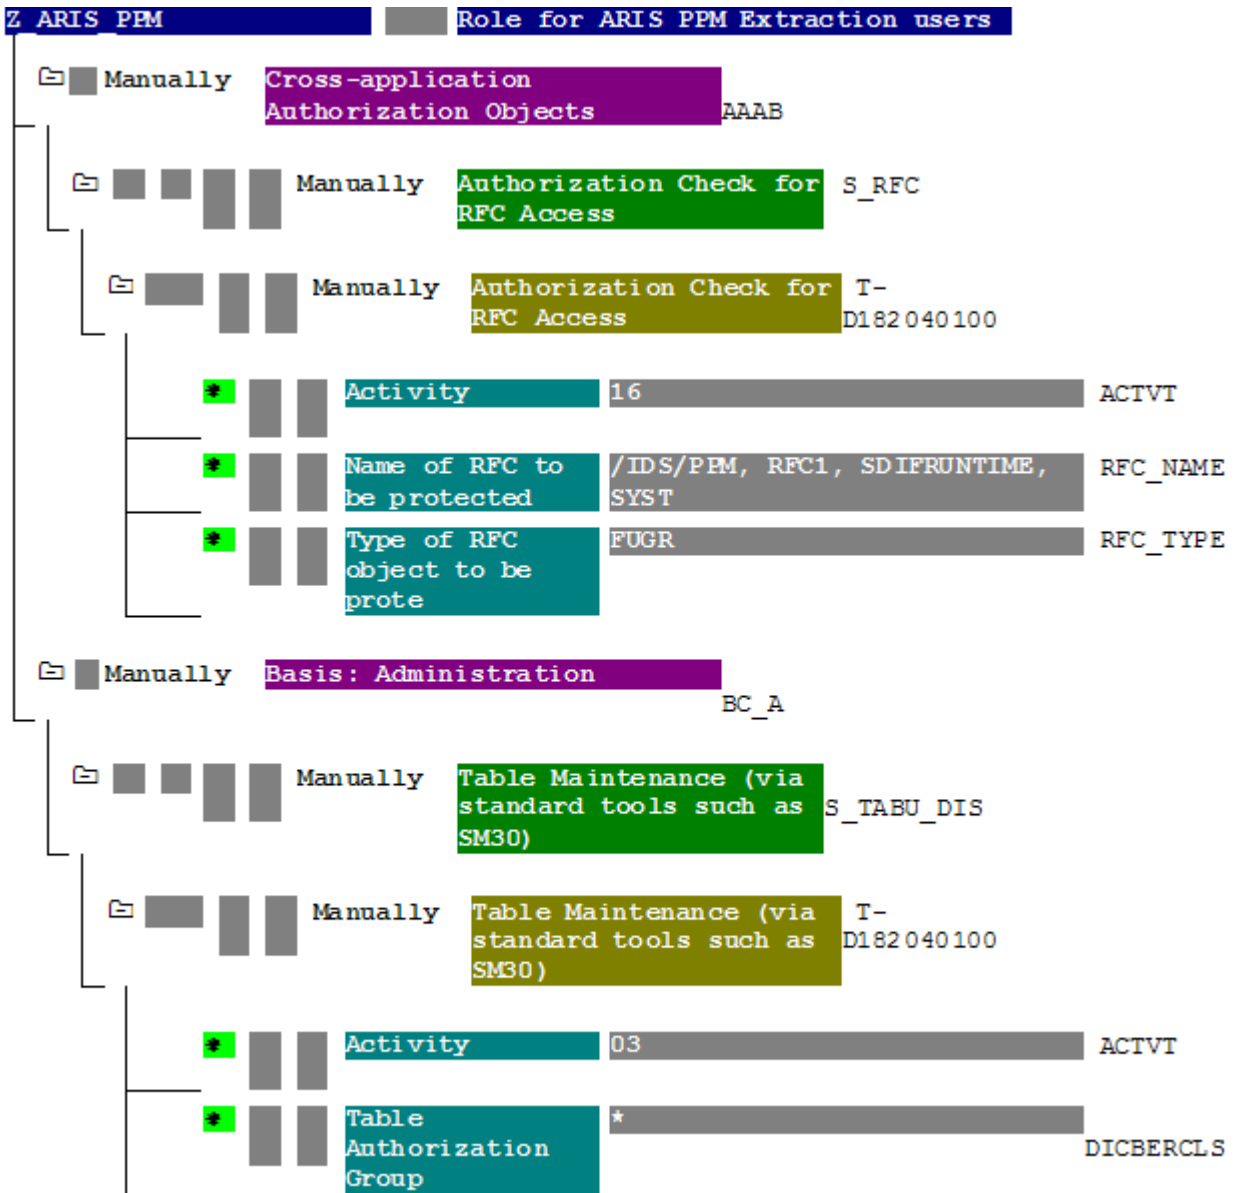 Z_ARIS_PPM Role for ARIS PPM Extraction users
Manually Cross-application
Authorization Objects AAAB
Manually Authorization Check for S_RFC
RFC Access
Manually Authorization Check for T-
RFC Access D182040100
* Activity 16 ACTVT
* Name of RFC to /IDS/PPM, RFC1, SDIFRUNTIME, RFC_NAME
be protected SYST
* Type of RFC FUGR RFC_TYPE
object to be
prote
Manually Basis: Administration
BC_A
Manually Table Maintenance (via
standard tools such as S_TABU_DIS
SM30)
Manually Table Maintenance (via T-
standard tools such as D182040100
SM30)
* Activity 03 ACTVT
* Table *
Authorization DICBERCLS
Group